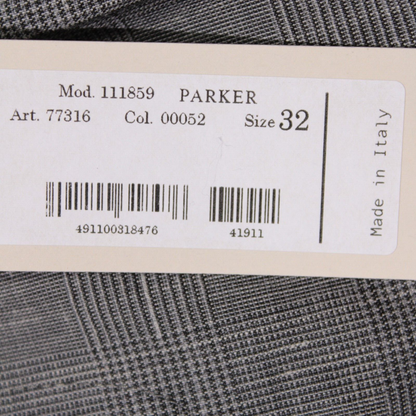 Mod. 111859 PARKER
Art. 77316 Col. 00052 Size 32
491100318476 41911
Made in Italy